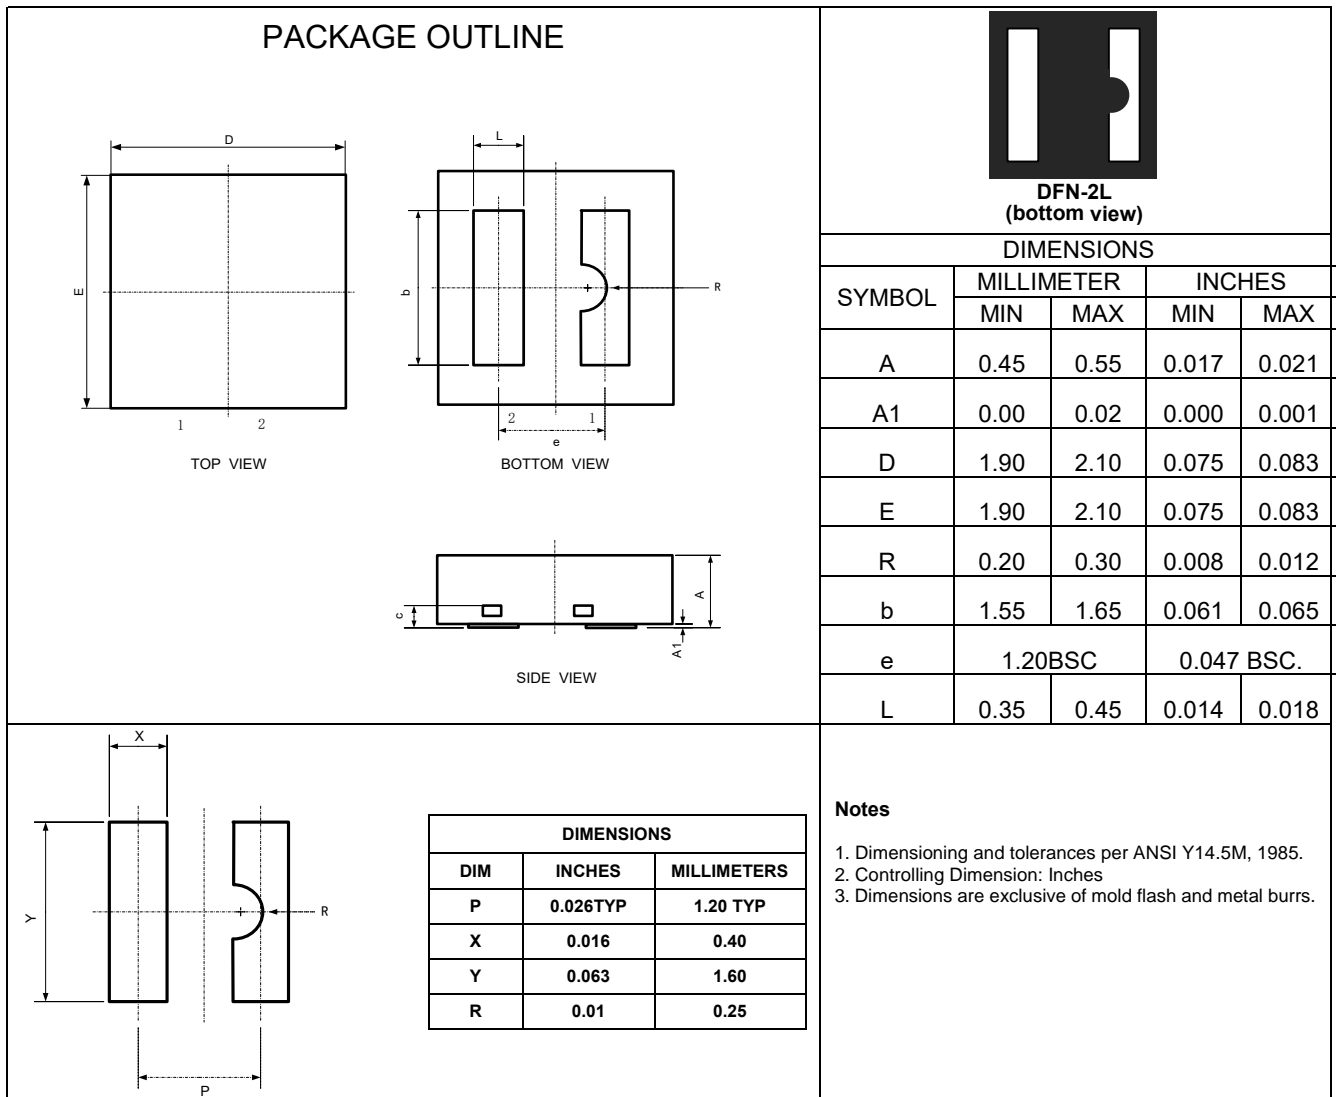 PACKAGE OUTLINE
D
E
1 2
TOP VIEW
L
b
R
2 1
e
BOTTOM VIEW
c
A
A1
SIDE VIEW
DFN-2L
(bottom view)
DIMENSIONS
SYMBOL MILLIMETER INCHES
MIN MAX MIN MAX
A 0.45 0.55 0.017 0.021
A1 0.00 0.02 0.000 0.001
D 1.90 2.10 0.075 0.083
E 1.90 2.10 0.075 0.083
R 0.20 0.30 0.008 0.012
b 1.55 1.65 0.061 0.065
e 1.20BSC 0.047 BSC.
L 0.35 0.45 0.014 0.018
X
Y
R
P
DIMENSIONS
DIM INCHES MILLIMETERS
P 0.026TYP 1.20 TYP
X 0.016 0.40
Y 0.063 1.60
R 0.01 0.25
Notes
1. Dimensioning and tolerances per ANSI Y14.5M, 1985.
2. Controlling Dimension: Inches
3. Dimensions are exclusive of mold flash and metal burrs.